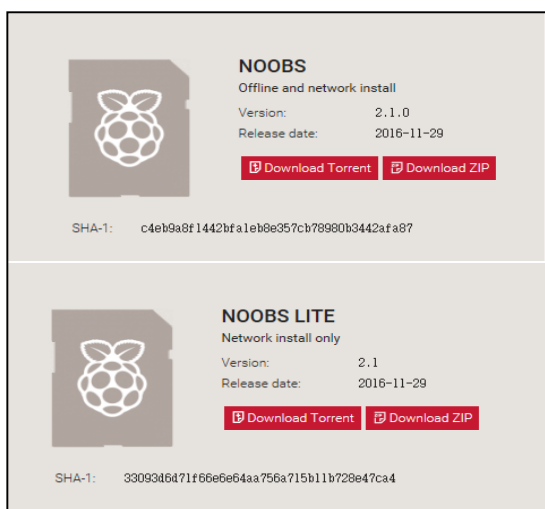 NOOBS
Offline and network install
Version: 2.1.0
Release date: 2016-11-29
Download Torrent Download ZIP
SHA-1: c4eb9a8f1442bfa1eb8e357cb78980b3442afa87
NOOBS LITE
Network install only
Version: 2.1
Release date: 2016-11-29
Download Torrent Download ZIP
SHA-1: 33093d6d71f66e6e64aa756a715b11b728e47ca4